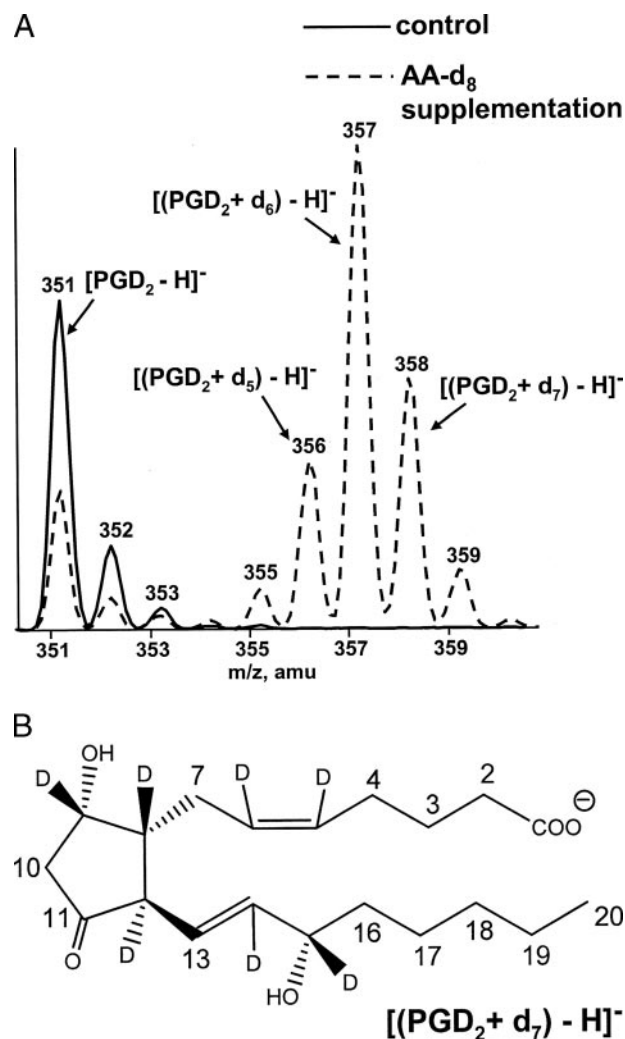 A
control
AA-d₈
supplementation
357
[(PGD₂+ d₆) - H]⁻
351
[PGD₂ - H]⁻
[(PGD₂+ d₅) - H]⁻
358
[(PGD₂+ d₇) - H]⁻
356
352
353
355
359
351 353 355 357 359
m/z, amu
B
OH
D D 7 D D 4 2
3 COO⊖
10
11 13 16 18 20
O D D 17 19
HO D
[(PGD₂+ d₇) - H]⁻